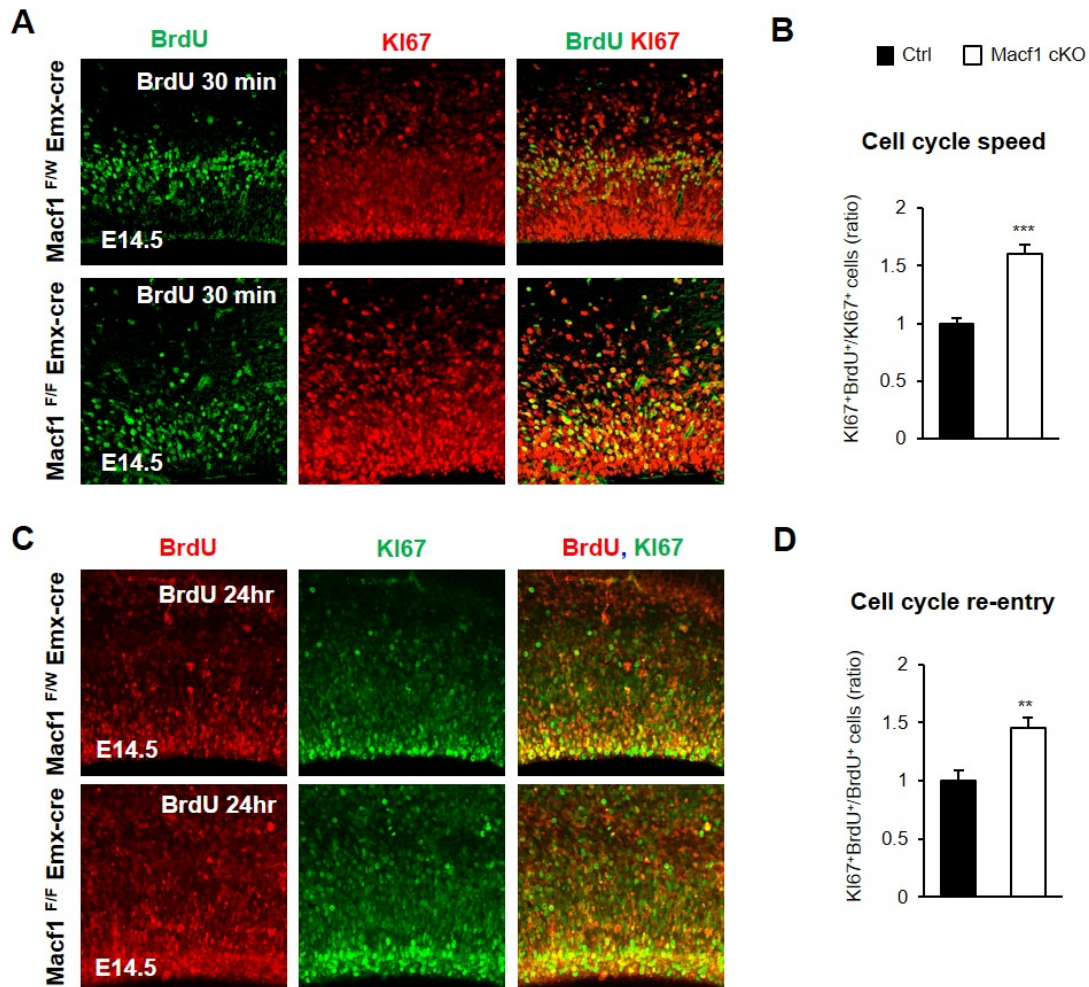 A
BrdU
KI67
BrdU KI67
Macf1 F/W Emx-cre
BrdU 30 min
E14.5
Macf1 F/F Emx-cre
BrdU 30 min
E14.5
B
Ctrl
Macf1 cKO
Cell cycle speed
KI67+BrdU+/KI67+ cells (ratio)
2
1.5
1
0.5
0
***
C
BrdU
KI67
BrdU, KI67
Macf1 F/W Emx-cre
BrdU 24hr
E14.5
Macf1 F/F Emx-cre
BrdU 24hr
E14.5
D
Cell cycle re-entry
KI67+BrdU+/BrdU+ cells (ratio)
2
1.5
1
0.5
0
**